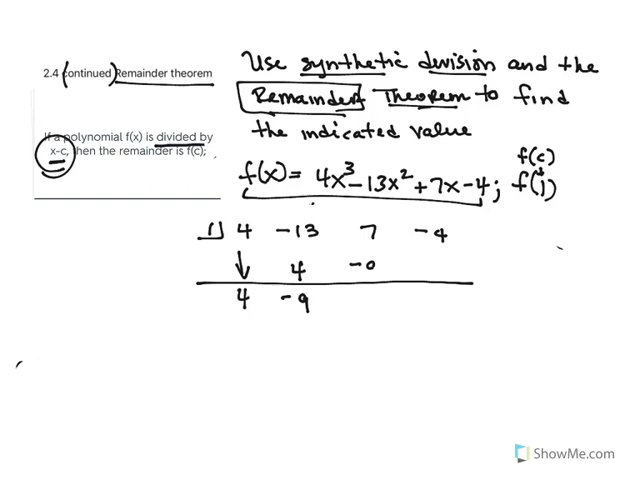 2.4 (continued) Remainder theorem
Use synthetic division and the
Remainder Theorem to find
the indicated value
If a polynomial f(x) is divided by
x-c, then the remainder is f(c);
f(c)
f(x) = 4x³ - 13x² + 7x - 4; f(1)
1) 4 -13 7 -4
↓ 4 -9
4 -9
ShowMe.com